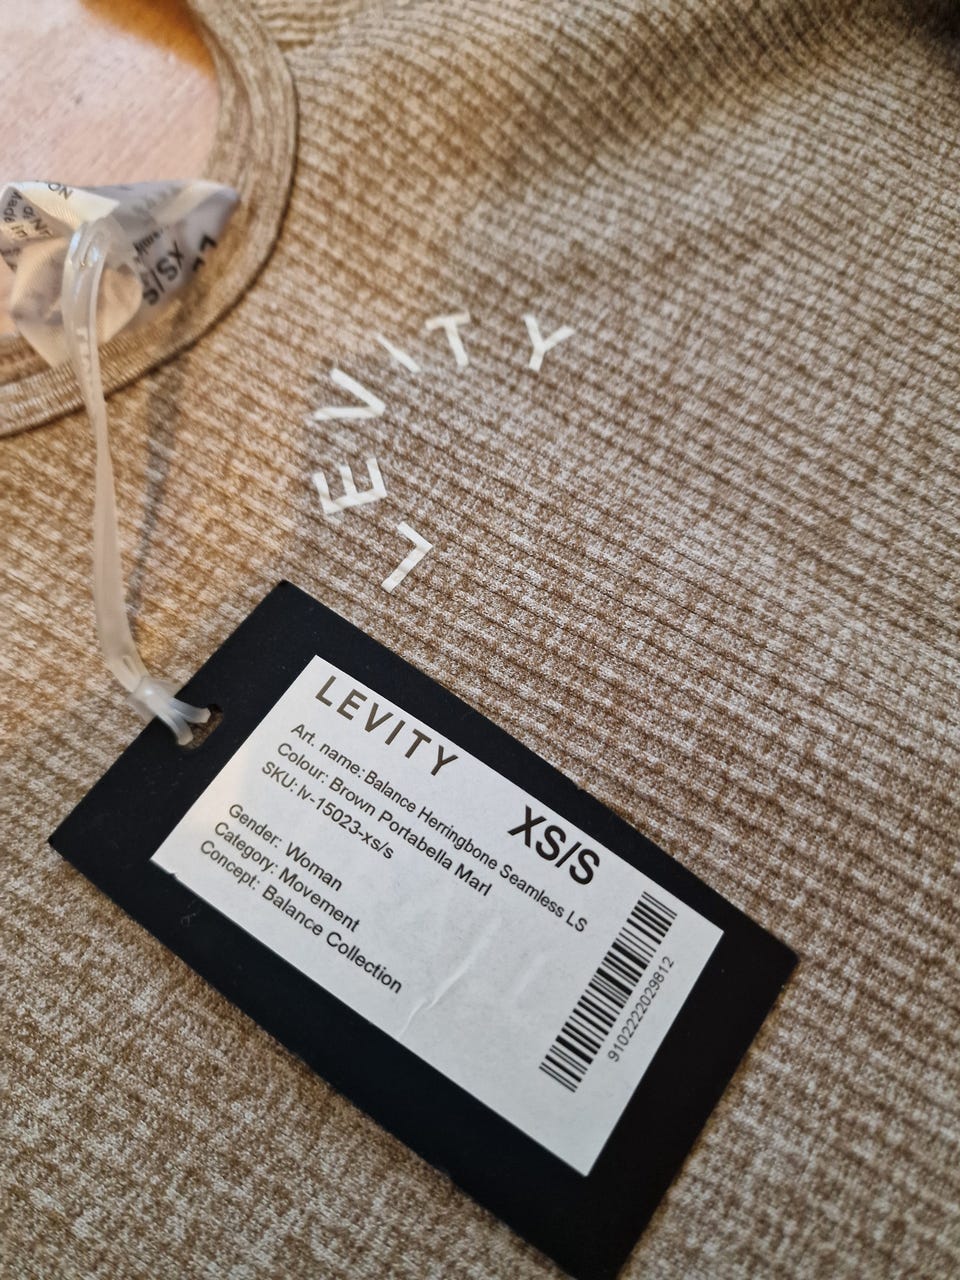 XS/S
LEVITY
LEVITY
Art. name: Balance Herringbone Seamless LS
Colour: Brown Portabella Marl
SKU: lv-15023-xs/s
XS/S
Gender: Woman
Category: Movement
Concept: Balance Collection
9102222029812